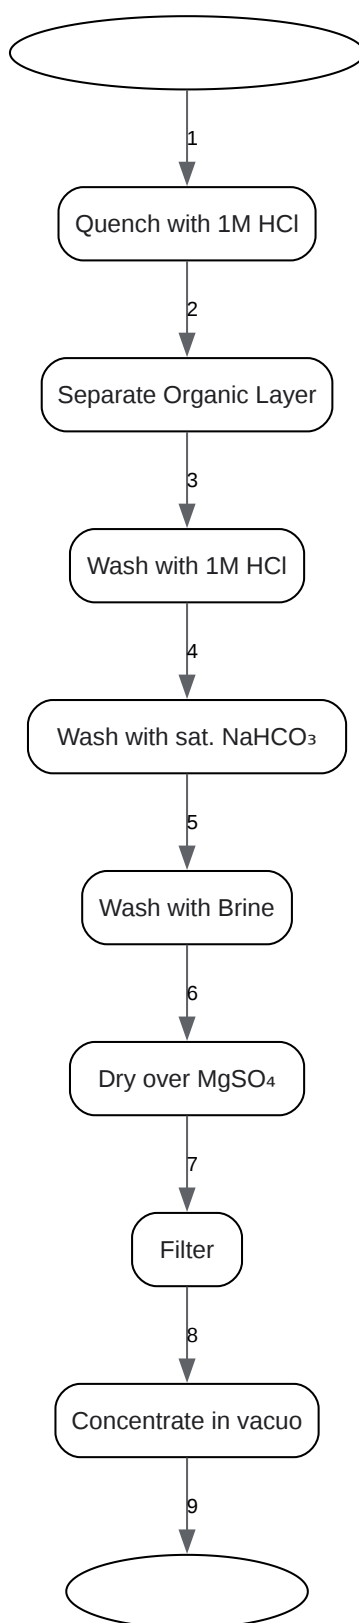 1
Quench with 1M HCl
2
Separate Organic Layer
3
Wash with 1M HCl
4
Wash with sat. NaHCO₃
5
Wash with Brine
6
Dry over MgSO₄
7
Filter
8
Concentrate in vacuo
9